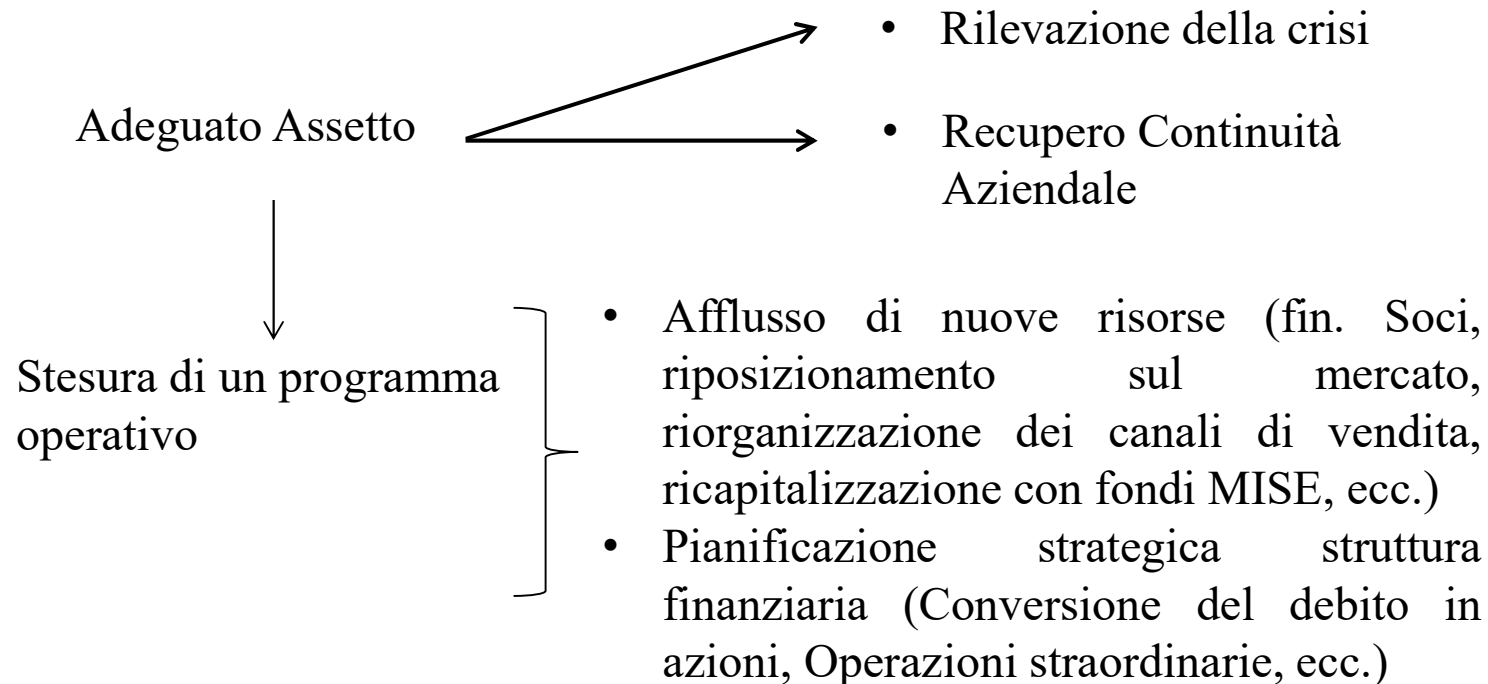 • Rilevazione della crisi
Adeguato Assetto
• Recupero Continuità
Aziendale
Stesura di un programma
operativo
• Afflusso di nuove risorse (fin. Soci,
riposizionamento sul mercato,
riorganizzazione dei canali di vendita,
ricapitalizzazione con fondi MISE, ecc.)
• Pianificazione strategica struttura
finanziaria (Conversione del debito in
azioni, Operazioni straordinarie, ecc.)